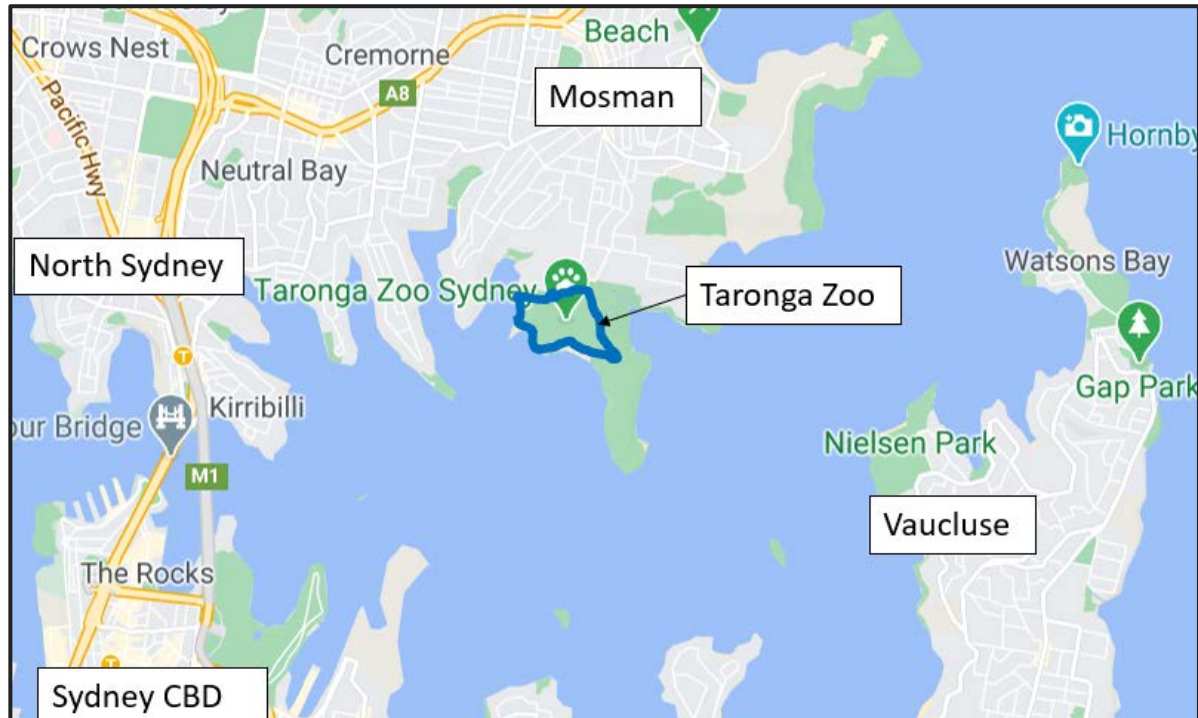 Crows Nest
Cremorne
Beach
A8
Mosman
Pacific Hwy
Neutral Bay
Hornby
North Sydney
Taronga Zoo Sydney
Taronga Zoo
Watsons Bay
T
Kirribilli
our Bridge
M1
Gap Park
Nielsen Park
Vaucluse
The Rocks
T
Sydney CBD